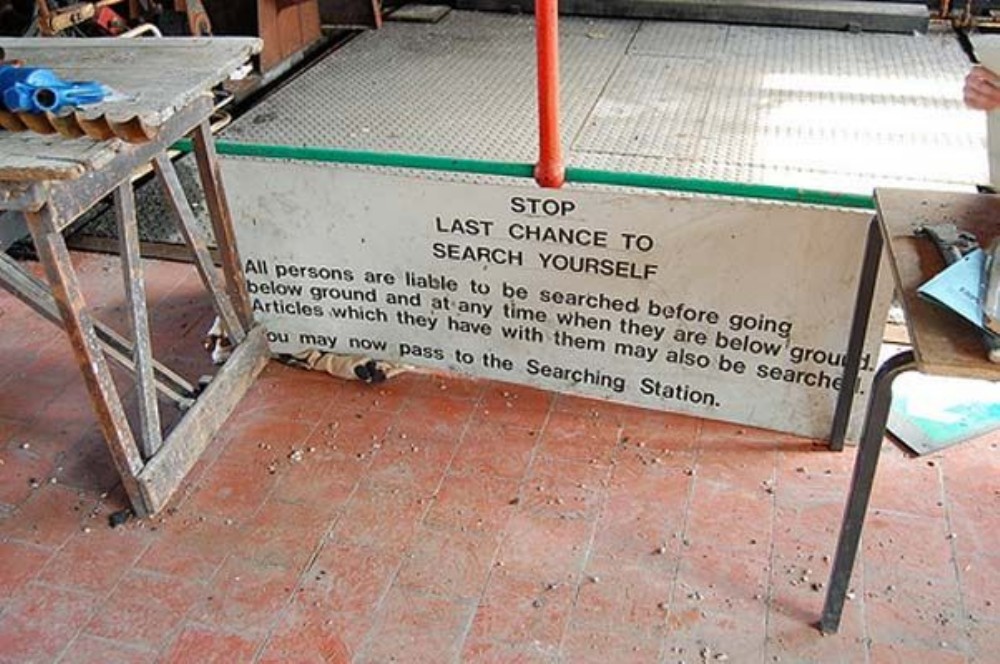 STOP
LAST CHANCE TO
SEARCH YOURSELF
All persons are liable to be searched before going
below ground and at any time when they are below ground.
Articles which they have with them may also be searched.
You may now pass to the Searching Station.